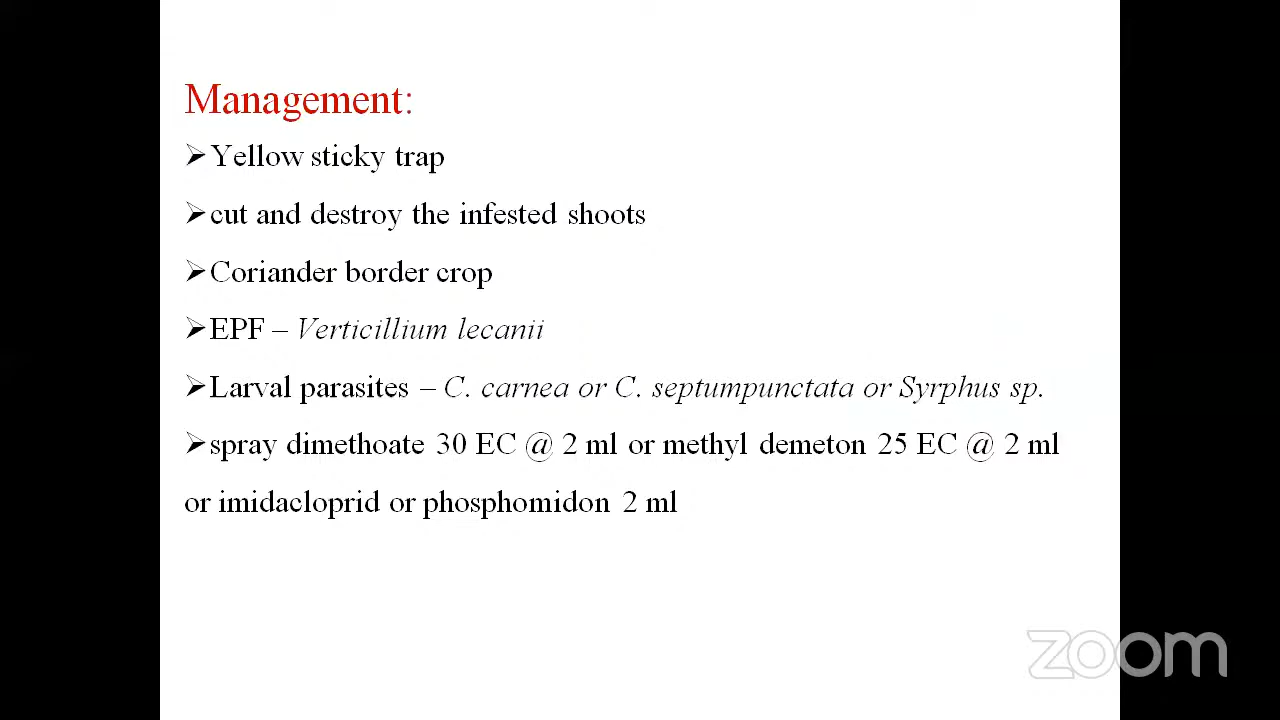 Management:
➢Yellow sticky trap
➢cut and destroy the infested shoots
➢Coriander border crop
➢EPF – Verticillium lecanii
➢Larval parasites – C. carnea or C. septumpunctata or Syrphus sp.
➢spray dimethoate 30 EC @ 2 ml or methyl demeton 25 EC @ 2 ml
or imidacloprid or phosphomidon 2 ml
zoom